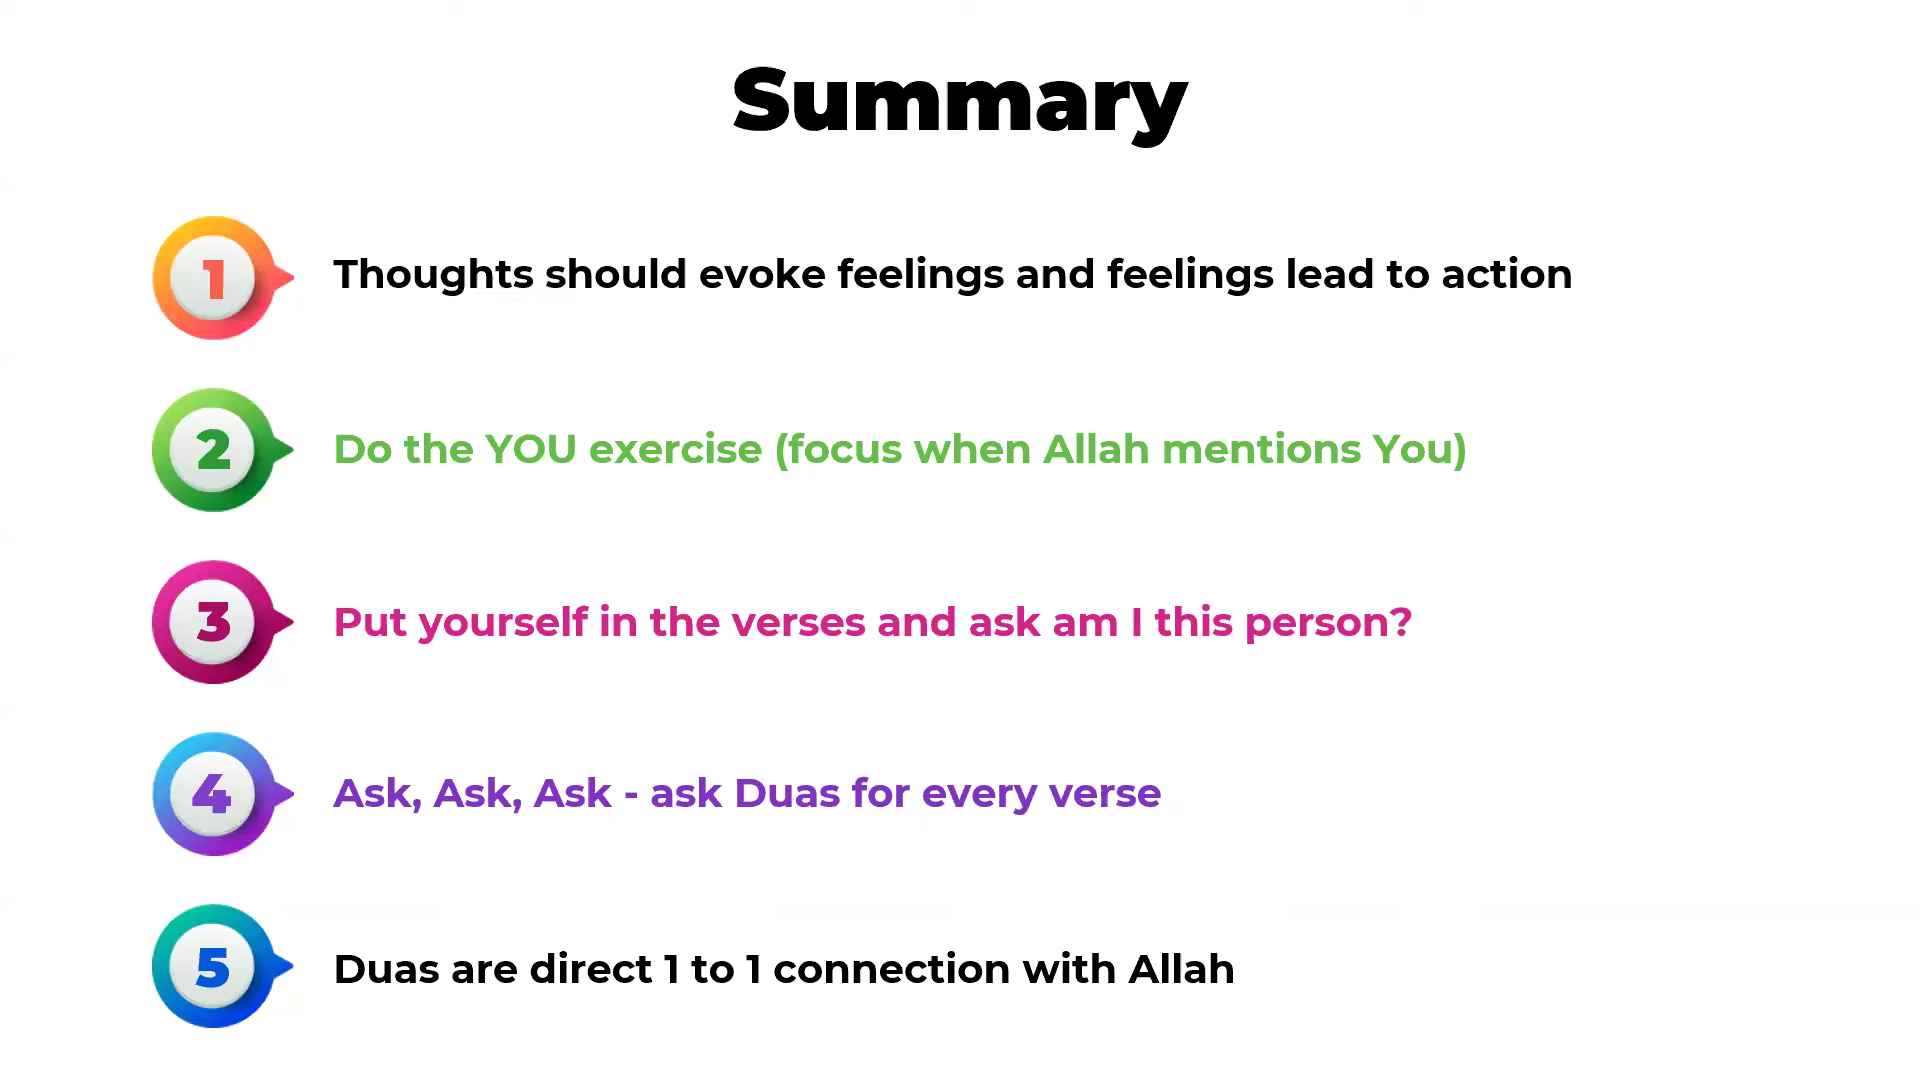 Summary
1 Thoughts should evoke feelings and feelings lead to action
2 Do the YOU exercise (focus when Allah mentions You)
3 Put yourself in the verses and ask am I this person?
4 Ask, Ask, Ask - ask Duas for every verse
5 Duas are direct 1 to 1 connection with Allah